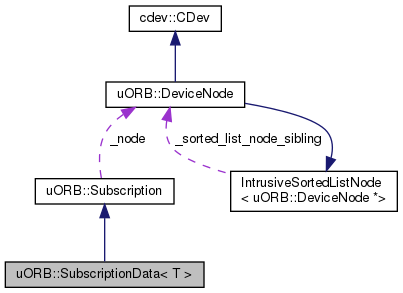 cdev::CDev
uORB::DeviceNode
_node
_sorted_list_node_sibling
uORB::Subscription
IntrusiveSortedListNode
< uORB::DeviceNode *>
uORB::SubscriptionData< T >